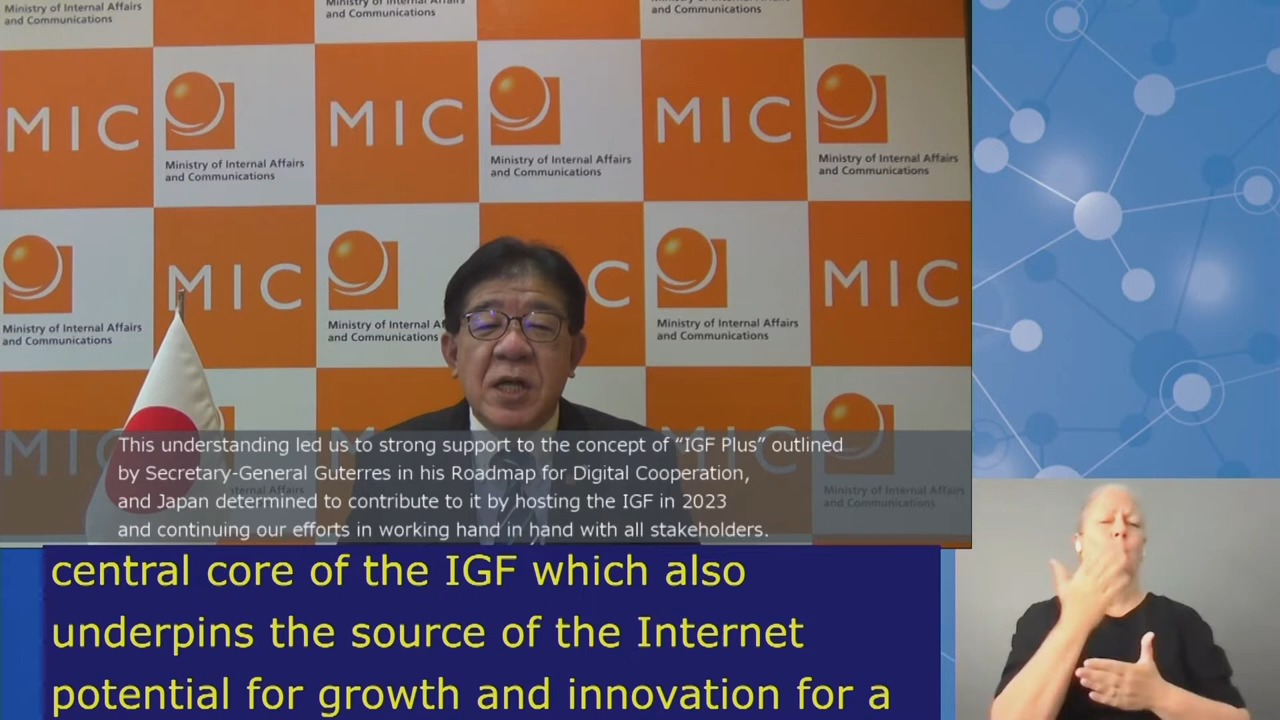 Ministry of Internal Affairs
and Communications
Ministry of Internal Affairs
and Communications
and Communications
MIC
Ministry of Internal Affairs
and Communications
MIC
Ministry of Internal Affairs
and Communications
MIC
Ministry of Internal Affairs
and Communications
Ministry of Internal Affairs
and Communications
MIC
Ministry of Internal A
and Communications
C
Ministry of Internal Affairs
and Communications
MIC
This understanding led us to strong support to the concept of “IGF Plus” outlined
by Secretary-General Guterres in his Roadmap for Digital Cooperation,
and Japan determined to contribute to it by hosting the IGF in 2023
and continuing our efforts in working hand in hand with all stakeholders.
Ministry of Internal Affairs
and Communications
central core of the IGF which also
underpins the source of the Internet
potential for growth and innovation for a